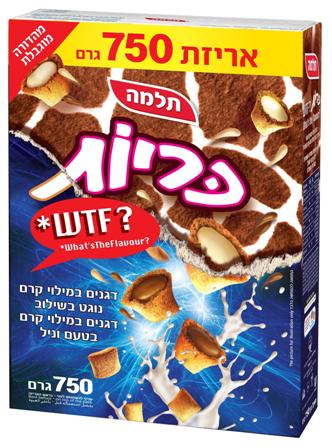 אריזת 750 גרם
מהדורה
מוגבלת
תלמה
כריות
*WTF?
*What'sTheFlavour?
דגנים במילוי קרם
נוגט בשילוב
דגנים במילוי קרם
בטעם וניל
750 גרם